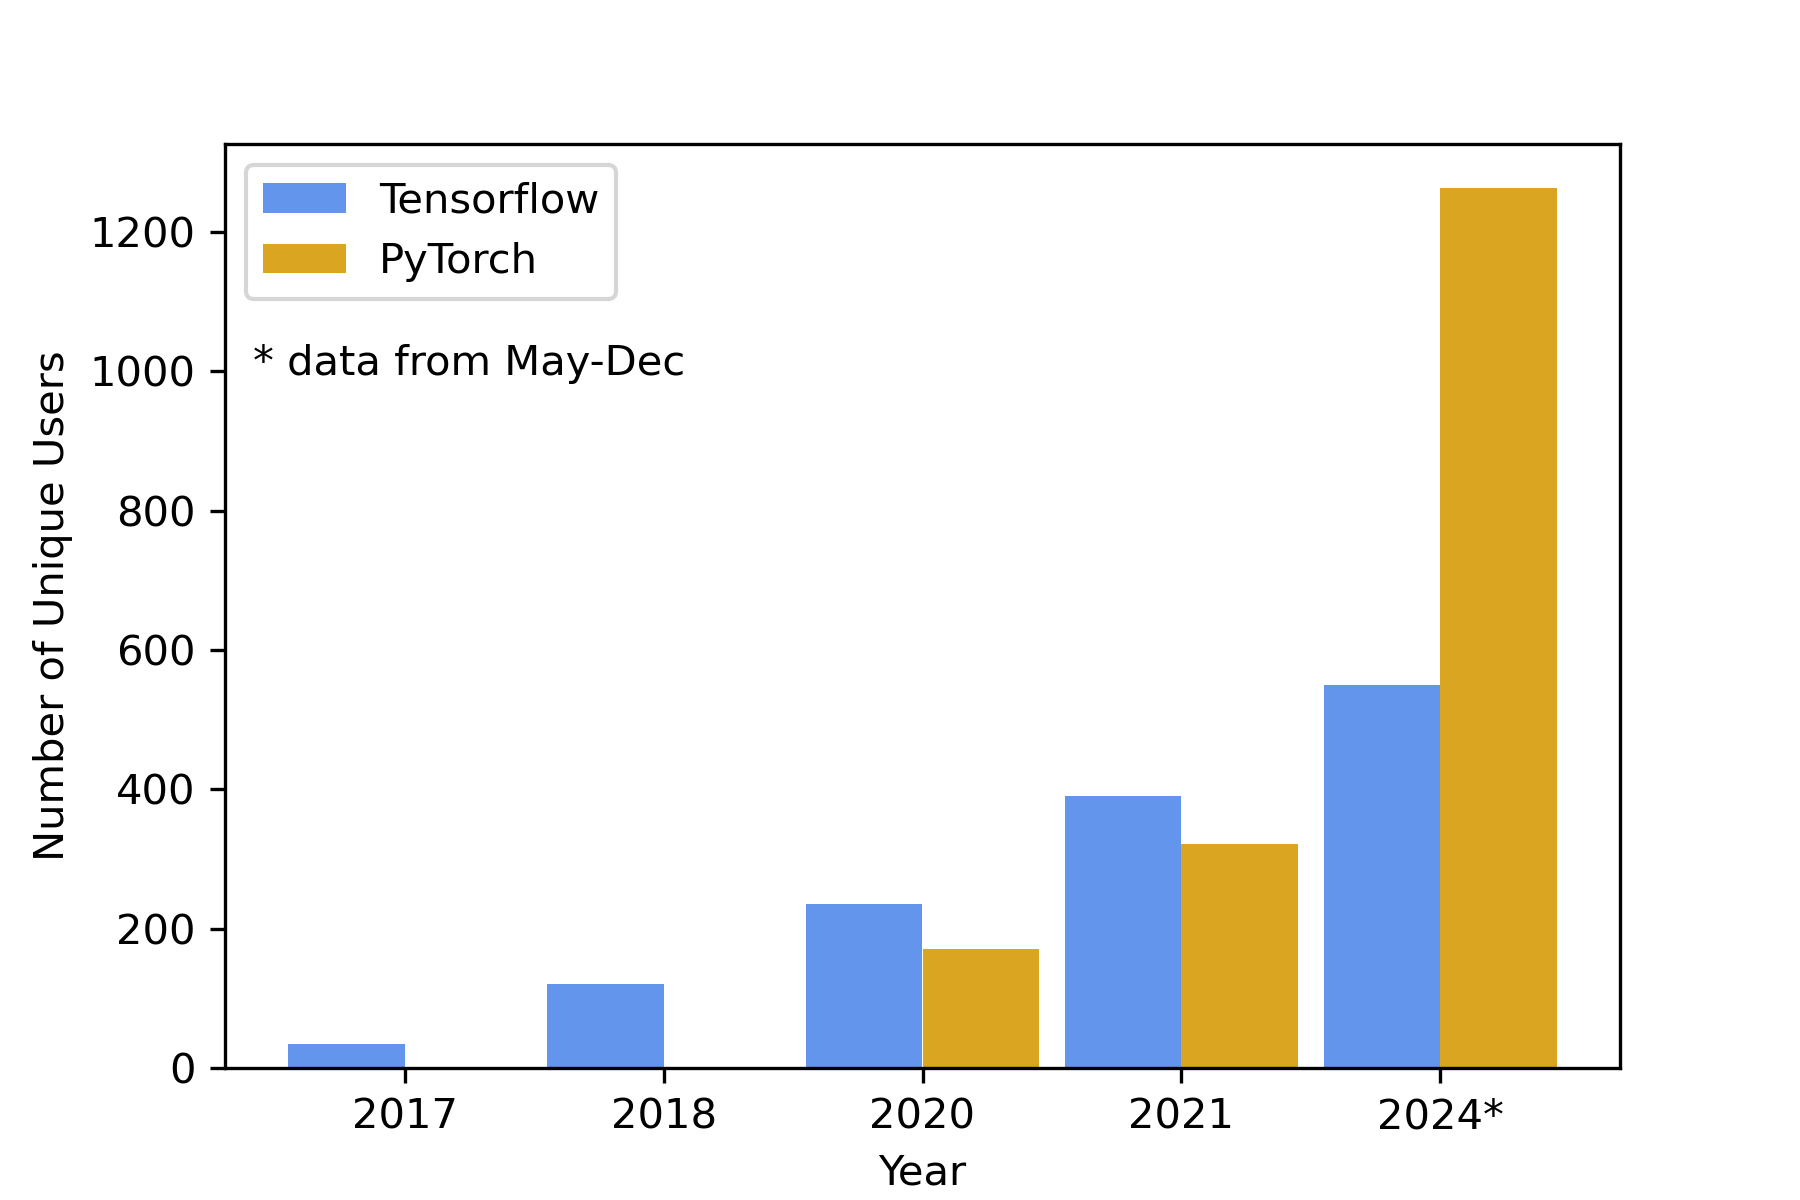 Tensorflow
PyTorch
* data from May-Dec
Number of Unique Users
1200
1000
800
600
400
200
0
2017 2018 2020 2021 2024*
Year